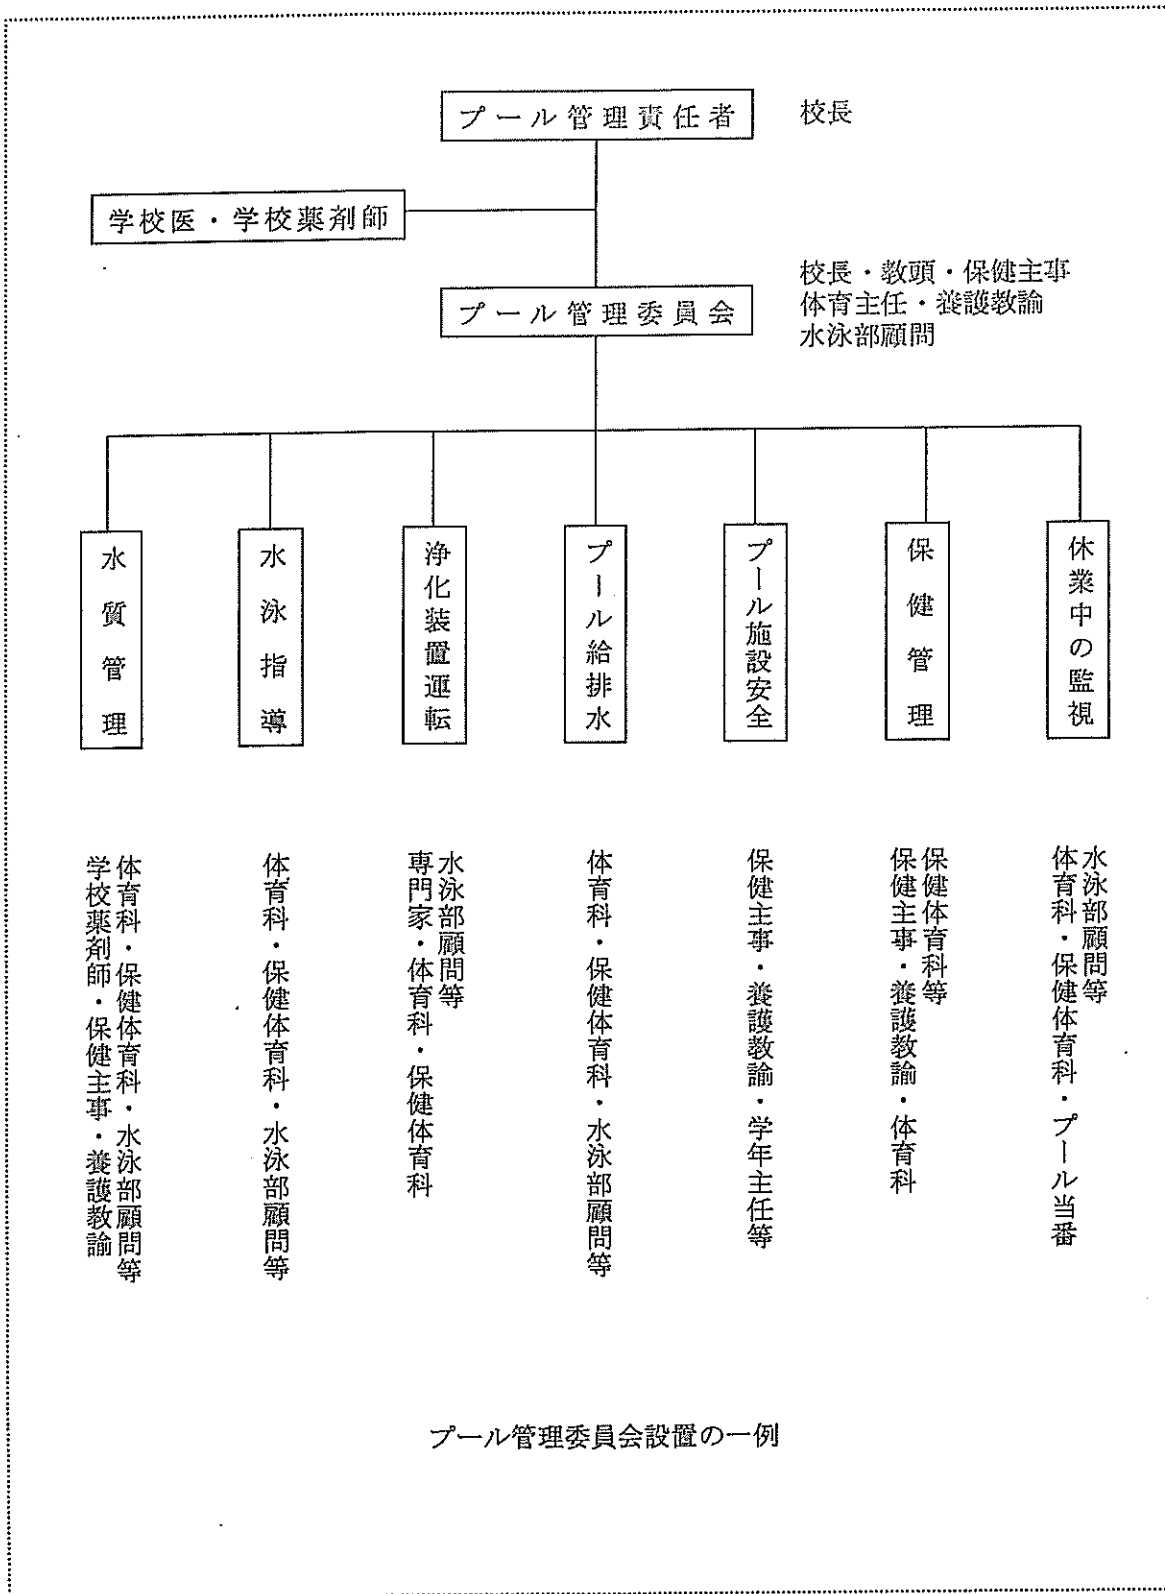 プール管理責任者
校長
学校医・学校薬剤師
プール管理委員会
校長・教頭・保健主事
体育主任・養護教諭
水泳部顧問
水質管理
水泳指導
浄化装置運転
プール給排水
プール施設安全
保健管理
休業中の監視
学校薬剤師・保健主事・養護教諭
体育科・保健体育科・水泳部顧問等
体育科・保健体育科・水泳部顧問等
専門家・体育科・保健体育科
水泳部顧問等
体育科・保健体育科・水泳部顧問等
保健主事・養護教諭・学年主任等
保健主事・養護教諭・体育科
保健体育科等
体育科・保健体育科・プール当番
水泳部顧問等
プール管理委員会設置の一例